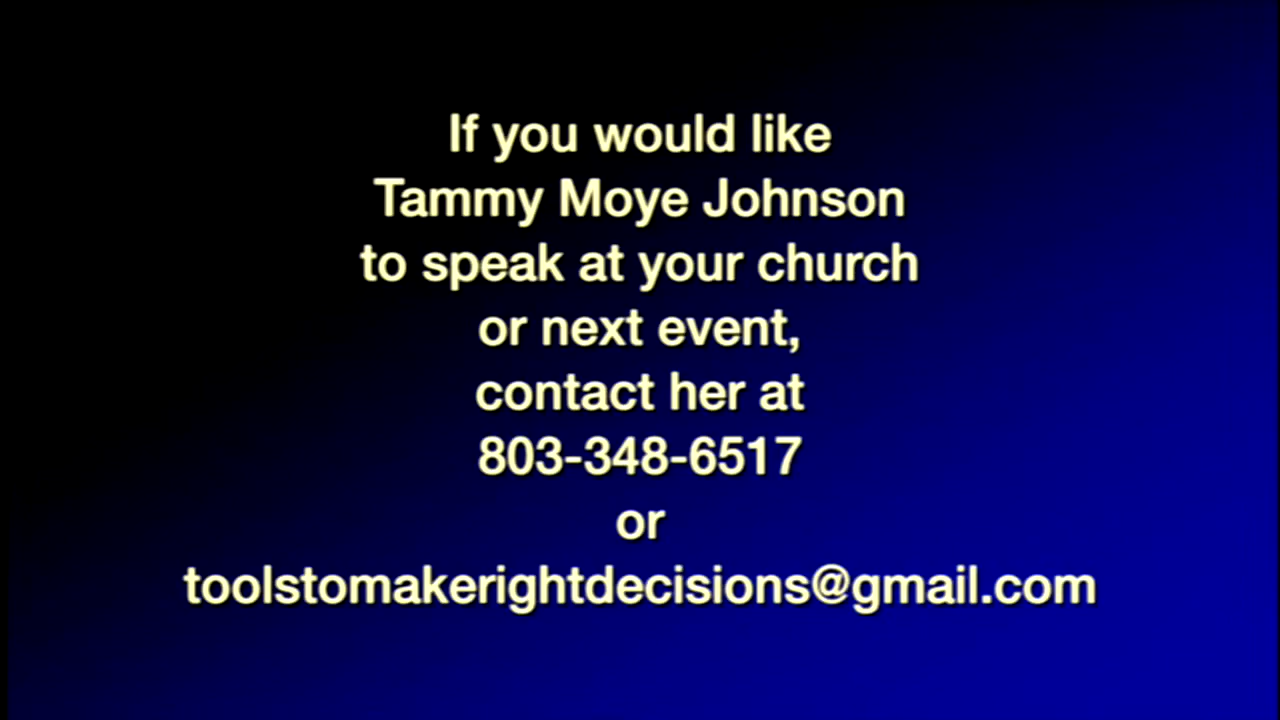 If you would like
Tammy Moye Johnson
to speak at your church
or next event,
contact her at
803-348-6517
or
toolstomakerightdecisions@gmail.com